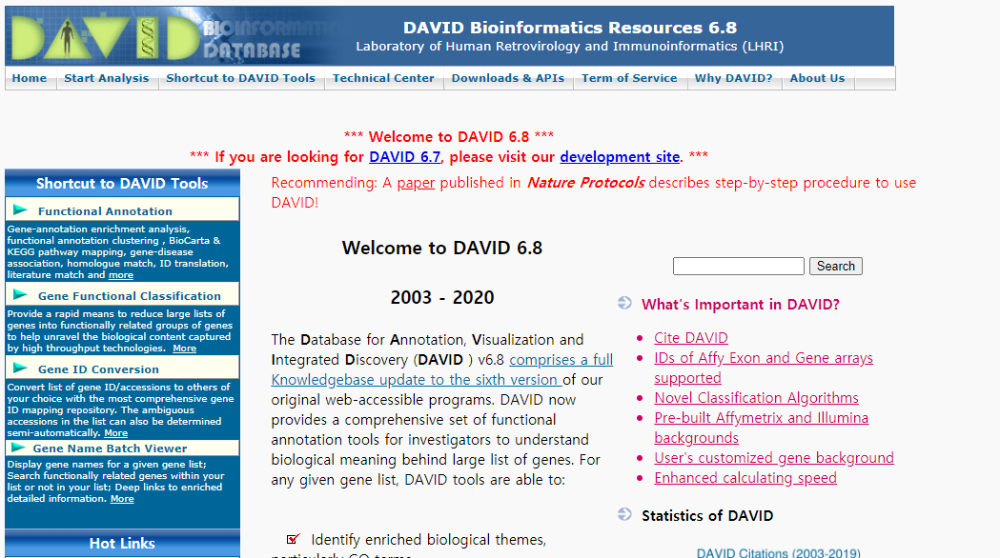 DAVID BIOINFORMATICS
DATABASE
DAVID Bioinformatics Resources 6.8
Laboratory of Human Retrovirology and Immunoinformatics (LHRI)
Home Start Analysis Shortcut to DAVID Tools Technical Center Downloads & APIs Term of Service Why DAVID? About Us
*** Welcome to DAVID 6.8 ***
*** If you are looking for DAVID 6.7, please visit our development site. ***
Shortcut to DAVID Tools
Functional Annotation
Gene-annotation enrichment analysis,
functional annotation clustering , BioCarta &
KEGG pathway mapping, gene-disease
association, homologue match, ID translation,
literature match and more
Gene Functional Classification
Provide a rapid means to reduce large lists of
genes into functionally related groups of genes
to help unravel the biological content captured
by high throughput technologies. More
Gene ID Conversion
Convert list of gene ID/accessions to others of
your choice with the most comprehensive gene
ID mapping repository. The ambiguous
accessions in the list can also be determined
semi-automatically. More
Gene Name Batch Viewer
Display gene names for a given gene list;
Search functionally related genes within your
list or not in your list; Deep links to enriched
detailed information. More
Hot Links
Recommending: A paper published in Nature Protocols describes step-by-step procedure to use
DAVID!
Welcome to DAVID 6.8
2003 - 2020
The Database for Annotation, Visualization and
Integrated Discovery (DAVID ) v6.8 comprises a full
Knowledgebase update to the sixth version of our
original web-accessible programs. DAVID now
provides a comprehensive set of functional
annotation tools for investigators to understand
biological meaning behind large list of genes. For
any given gene list, DAVID tools are able to:
Identify enriched biological themes,
particularly GO terms
Search
What's Important in DAVID?
Cite DAVID
IDs of Affy Exon and Gene arrays
supported
Novel Classification Algorithms
Pre-built Affymetrix and Illumina
backgrounds
User's customized gene background
Enhanced calculating speed
Statistics of DAVID
DAVID Citations (2003-2019)